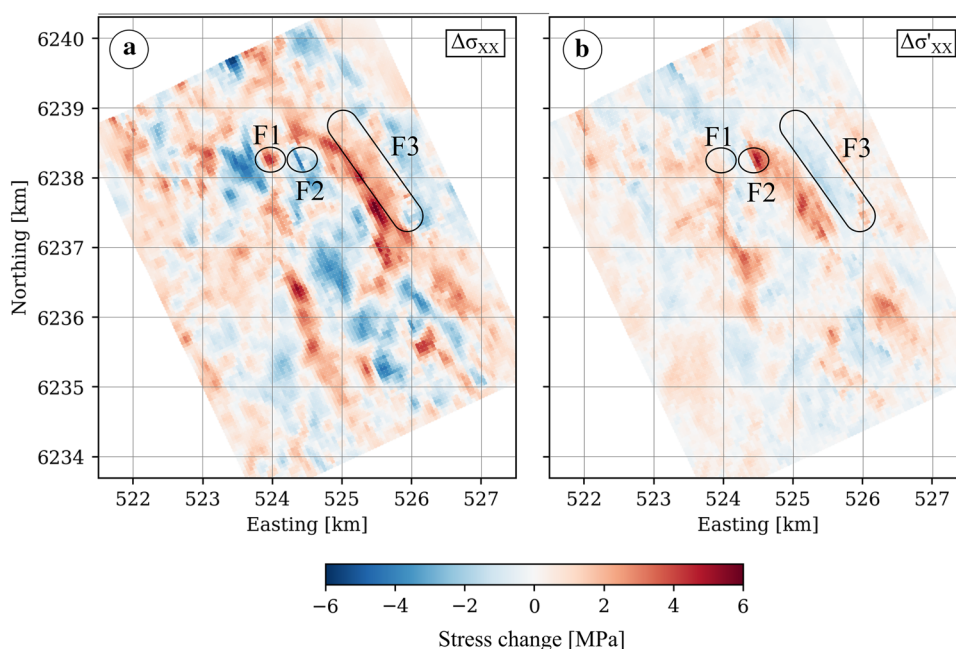 a
ΔσXX
b
Δσ'XX
6240
6239
6238
6237
6236
6235
6234
Northing [km]
F1
F2
F3
F1
F2
F3
522 523 524 525 526 527
522 523 524 525 526 527
Easting [km]
Easting [km]
−6 −4 −2 0 2 4 6
Stress change [MPa]